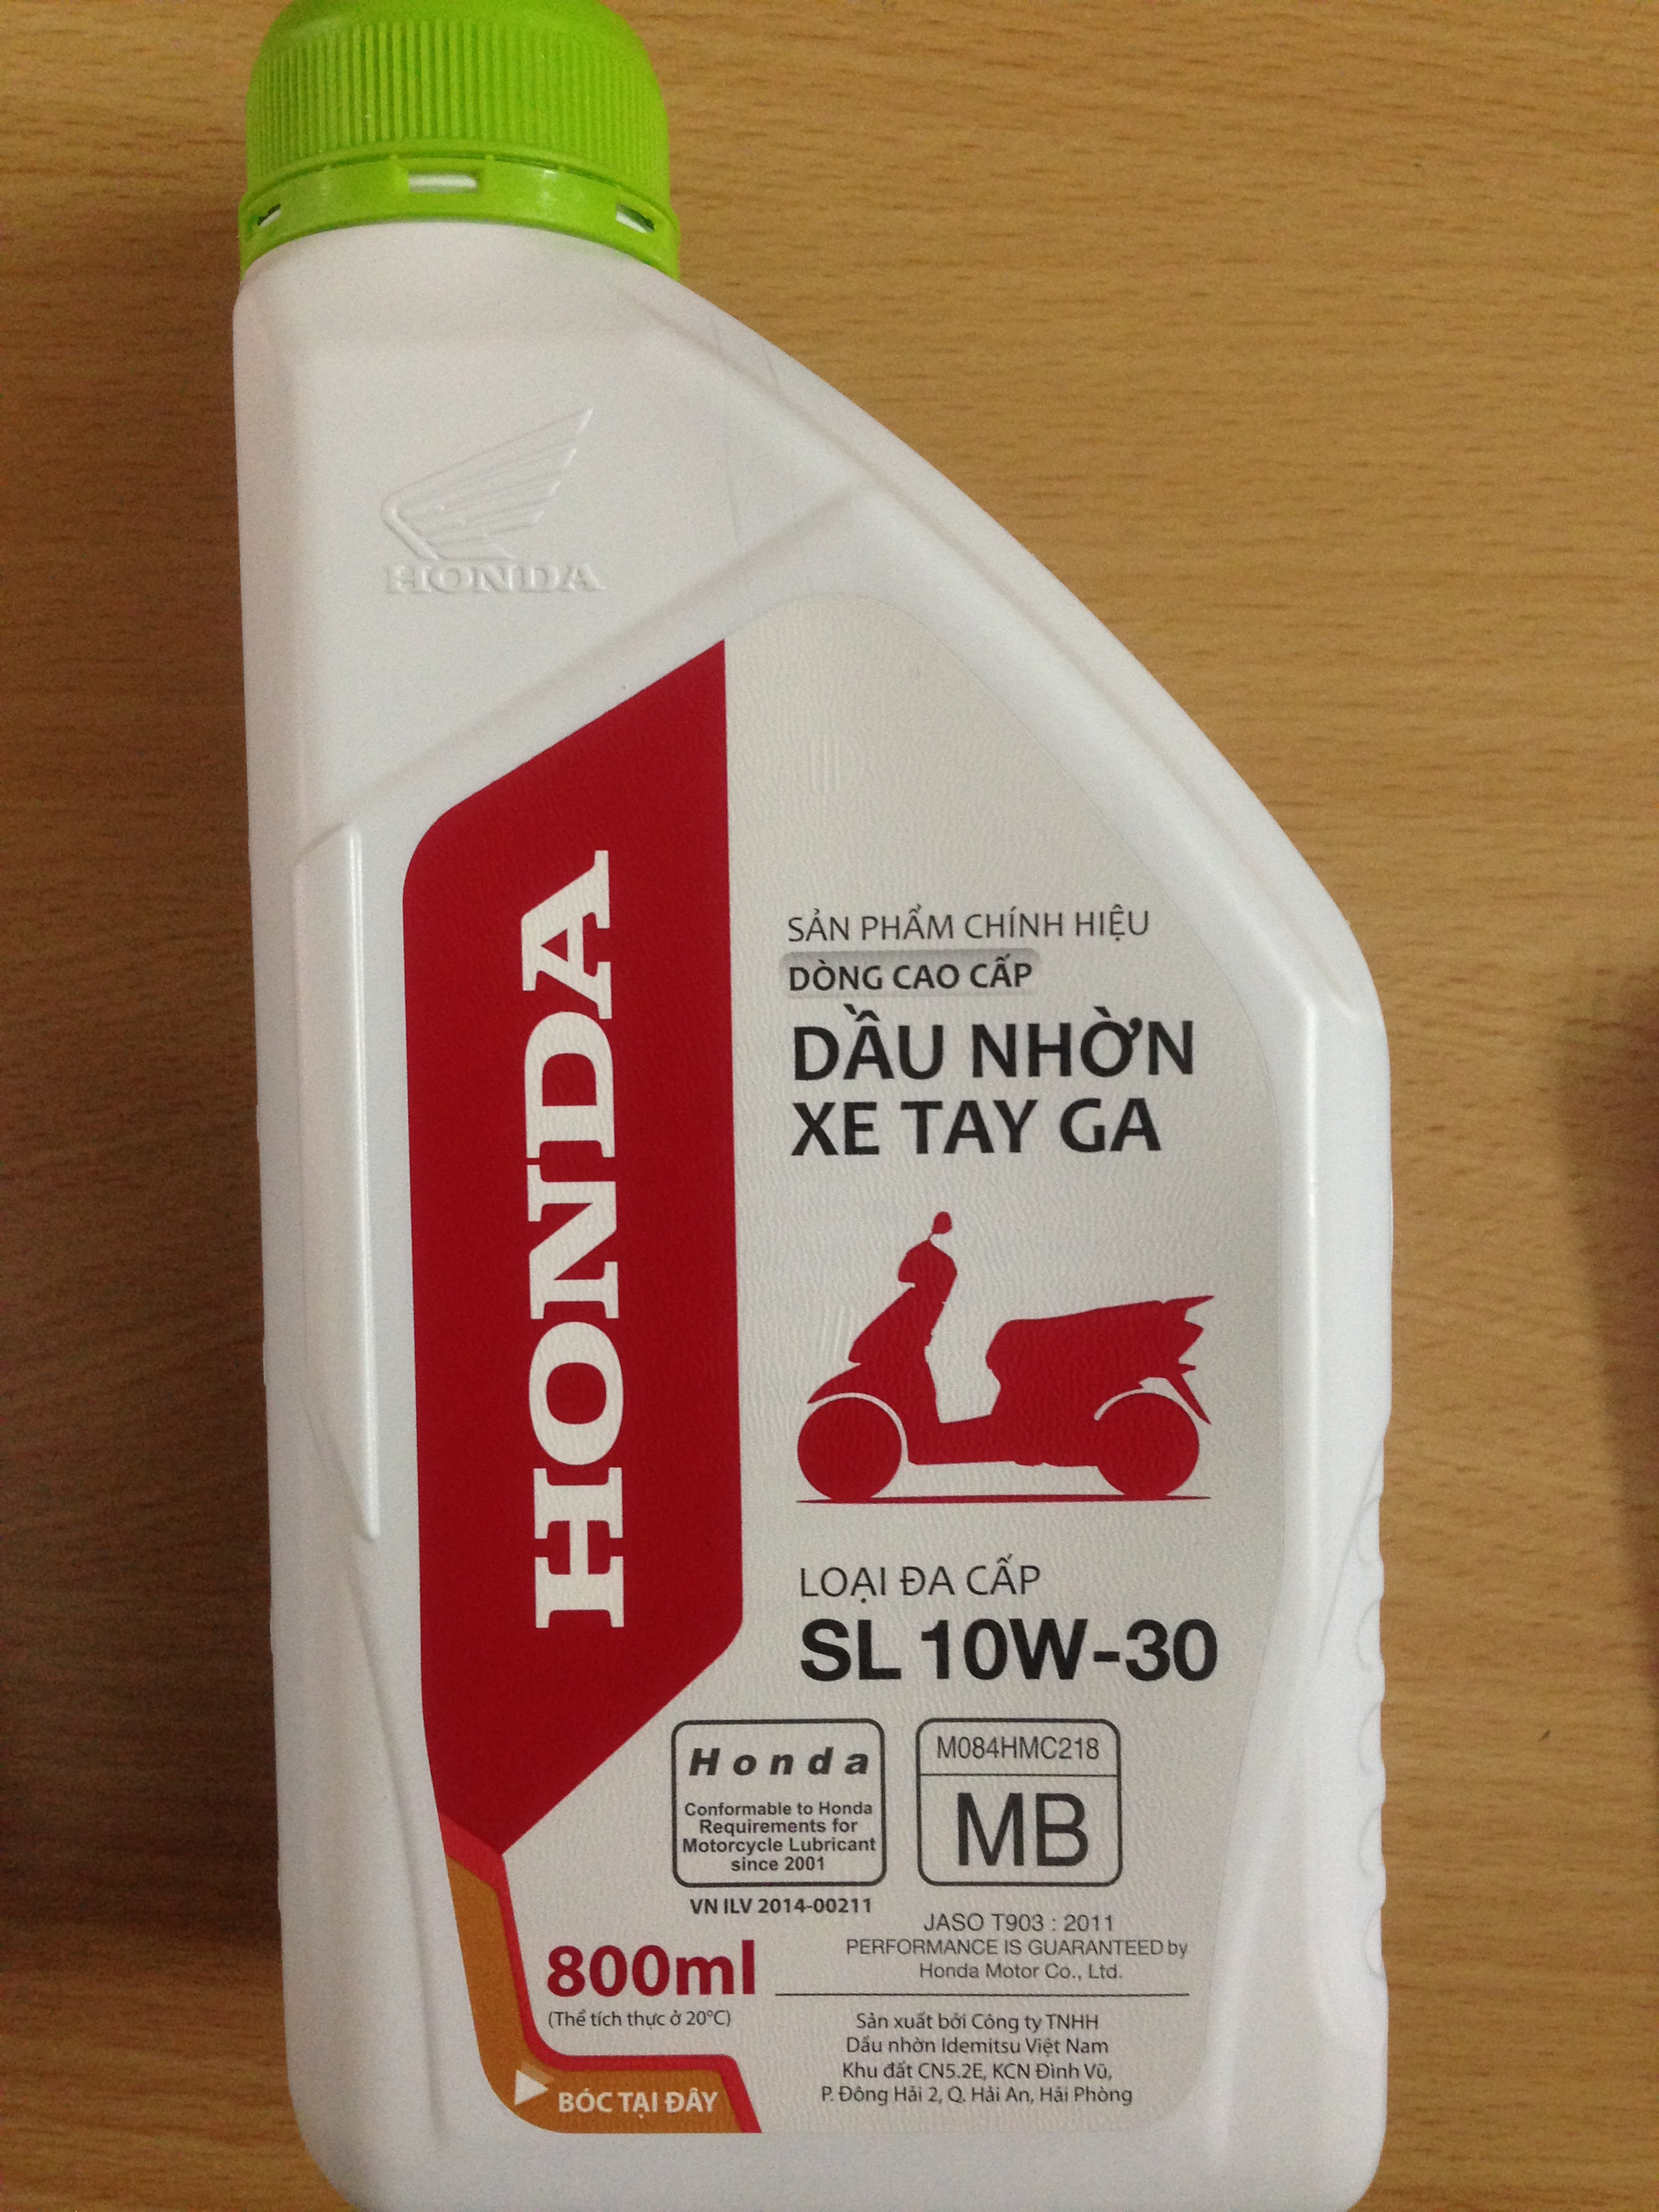 HONDA
HONDA
SẢN PHẨM CHÍNH HIỆU
DÒNG CAO CẤP
DẦU NHỜN
XE TAY GA
LOẠI ĐA CẤP
SL 10W-30
Honda
Conformable to Honda
Requirements for
Motorcycle Lubricant
since 2001
VN ILV 2014-00211
M084HMC218
MB
JASO T903 : 2011
PERFORMANCE IS GUARANTEED by
Honda Motor Co., Ltd.
800ml
(Thể tích thực ở 20°C)
Sản xuất bởi Công ty TNHH
Dầu nhờn Idemitsu Việt Nam
Khu đất CN5.2E, KCN Đình Vũ,
P. Đông Hải 2, Q. Hải An, Hải Phòng
BÓC TẠI ĐÂY